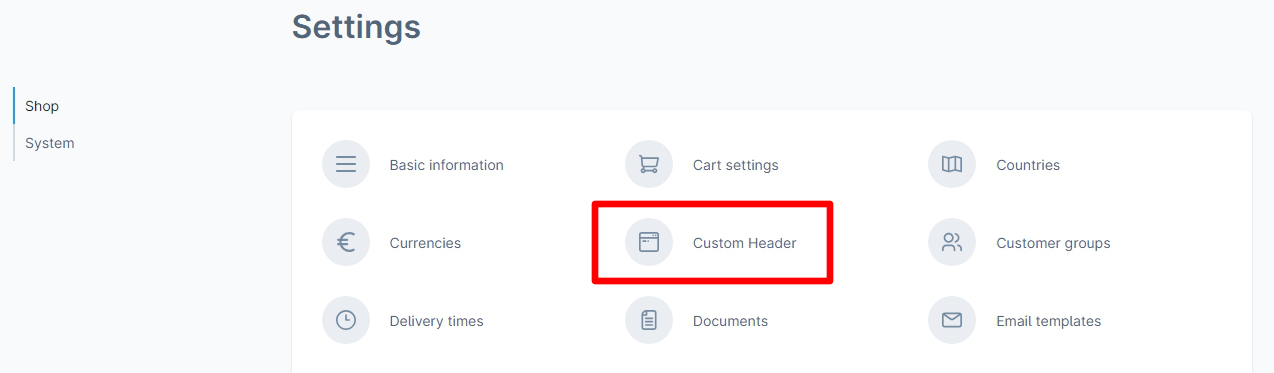 Settings
Shop
System
Basic information
Cart settings
Countries
Currencies
Custom Header
Customer groups
Delivery times
Documents
Email templates